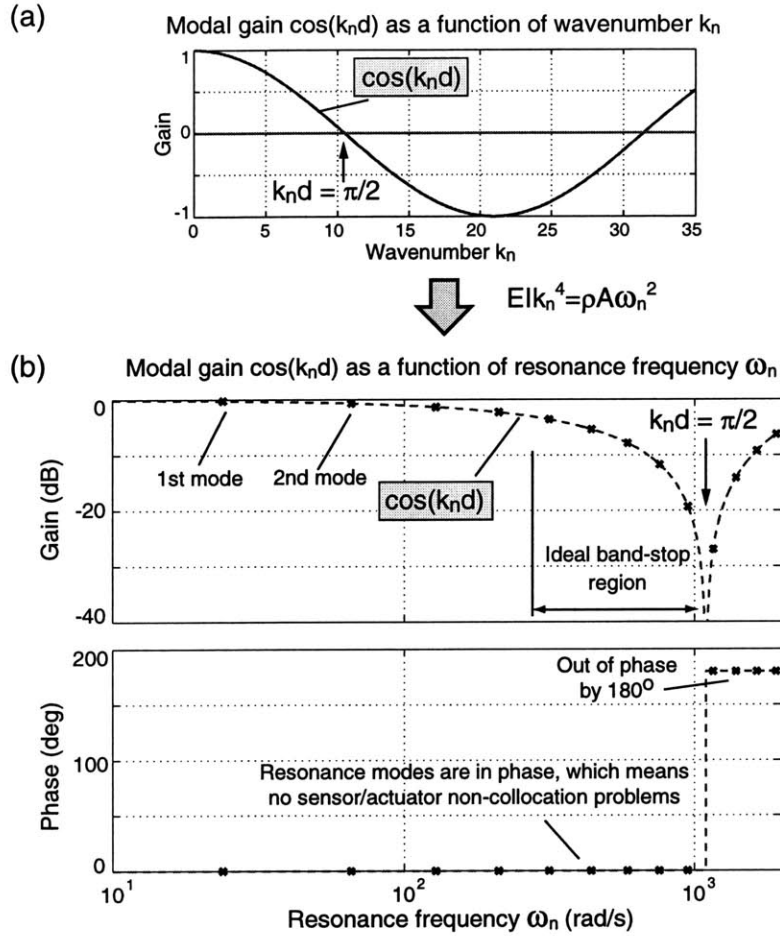 (a)
Modal gain cos(kₙd) as a function of wavenumber kₙ
1
0
-1
Gain
cos(kₙd)
kₙd = π/2
0 5 10 15 20 25 30 35
Wavenumber kₙ
EIkₙ⁴=ρAωₙ²
(b)
Modal gain cos(kₙd) as a function of resonance frequency ωₙ
0
-10
-20
-30
-40
Gain (dB)
1st mode
2nd mode
cos(kₙd)
kₙd = π/2
Ideal band-stop
region
200
100
0
Phase (deg)
Out of phase
by 180º
Resonance modes are in phase, which means
no sensor/actuator non-collocation problems
10¹ 10² 10³
Resonance frequency ωₙ (rad/s)